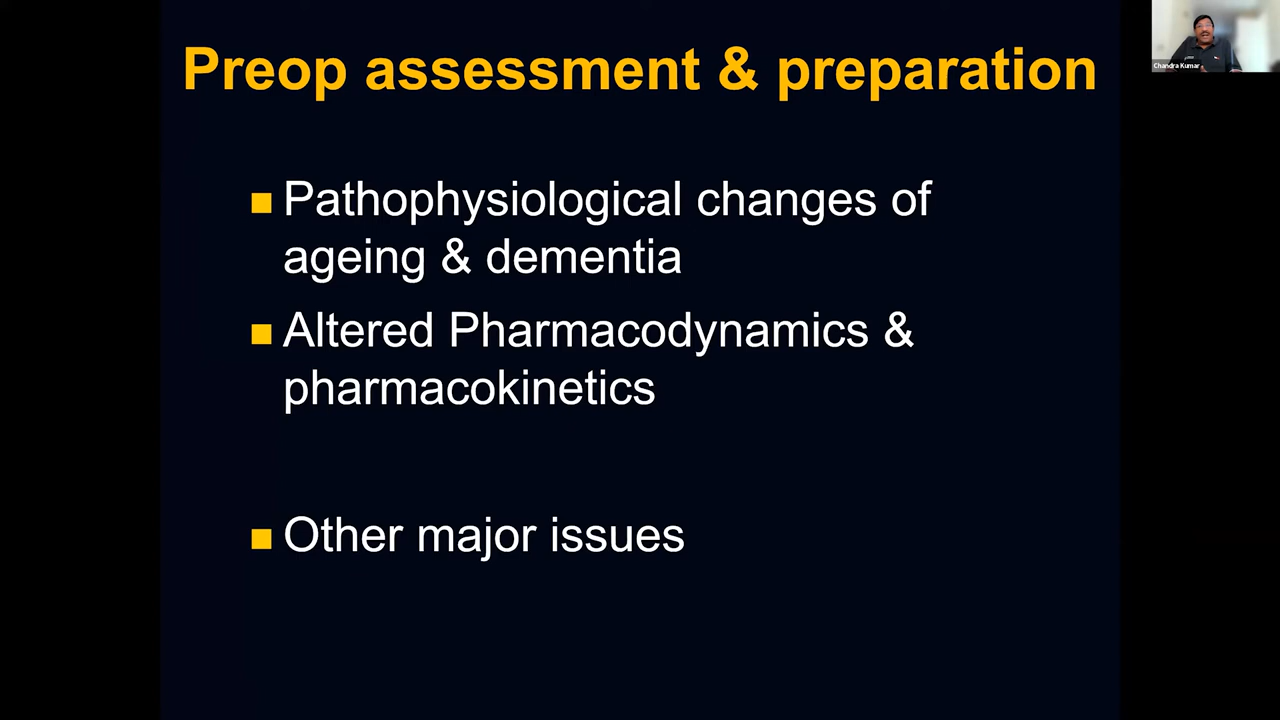 Preop assessment & preparation
Chandra Kumar
Pathophysiological changes of
ageing & dementia
Altered Pharmacodynamics &
pharmacokinetics
Other major issues